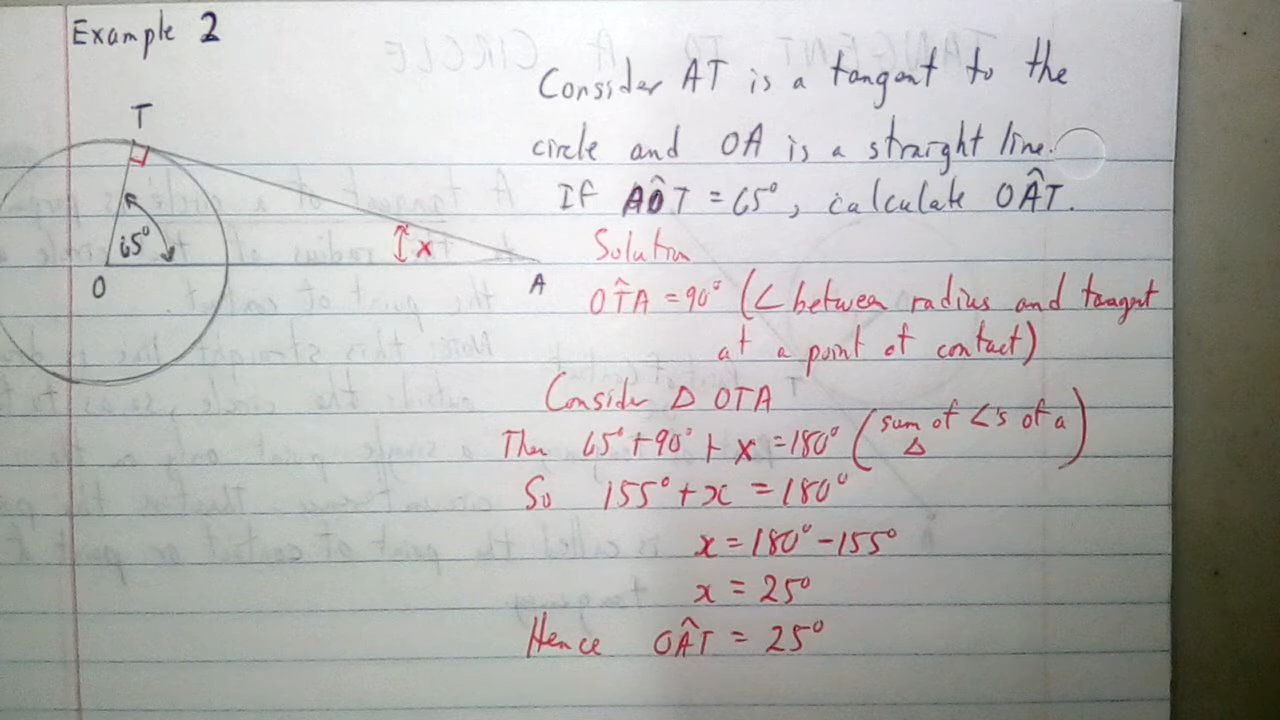 Example 2
T
65°
x
O
A
Consider AT is a tangent to the
circle and OA is a straight line.
If AÔT = 65°, calculate OÂT.
Solution
OT̂A = 90° (∠ between radius and tangent
at a point of contact)
Consider Δ OTA
Then 65° + 90° + x = 180° (sum of ∠'s of a
Δ)
So 155° + x = 180°
x = 180° - 155°
x = 25°
Hence OÂT = 25°